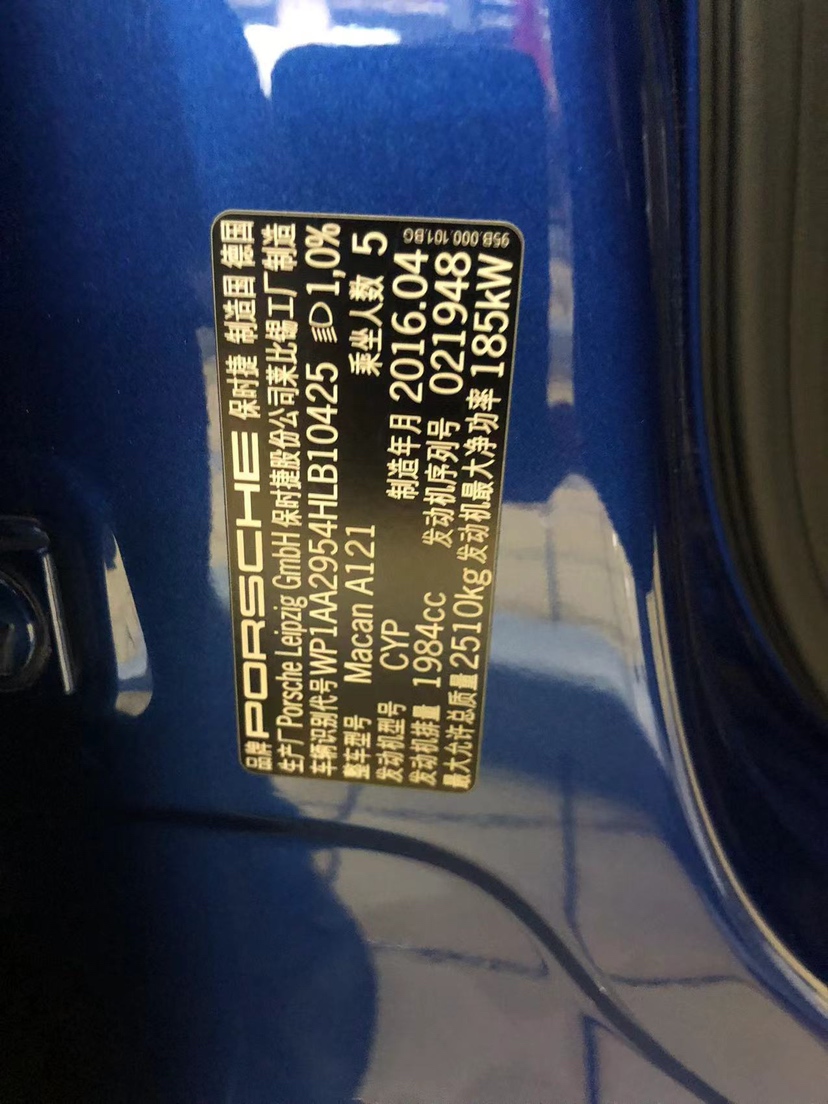 品牌 PORSCHE 保时捷 制造国 德国
生产厂 Porsche Leipzig GmbH 保时捷股份公司莱比锡工厂制造
车辆识别代号 WP1AA2954HLB10425 1,0%
整车型号 Macan A121 乘坐人数 5
发动机型号 CYP 制造年月 2016.04
发动机排量 1984cc 发动机序列号 021948
最大允许总质量 2510kg 发动机最大净功率 185kW
95B.000.101.BG